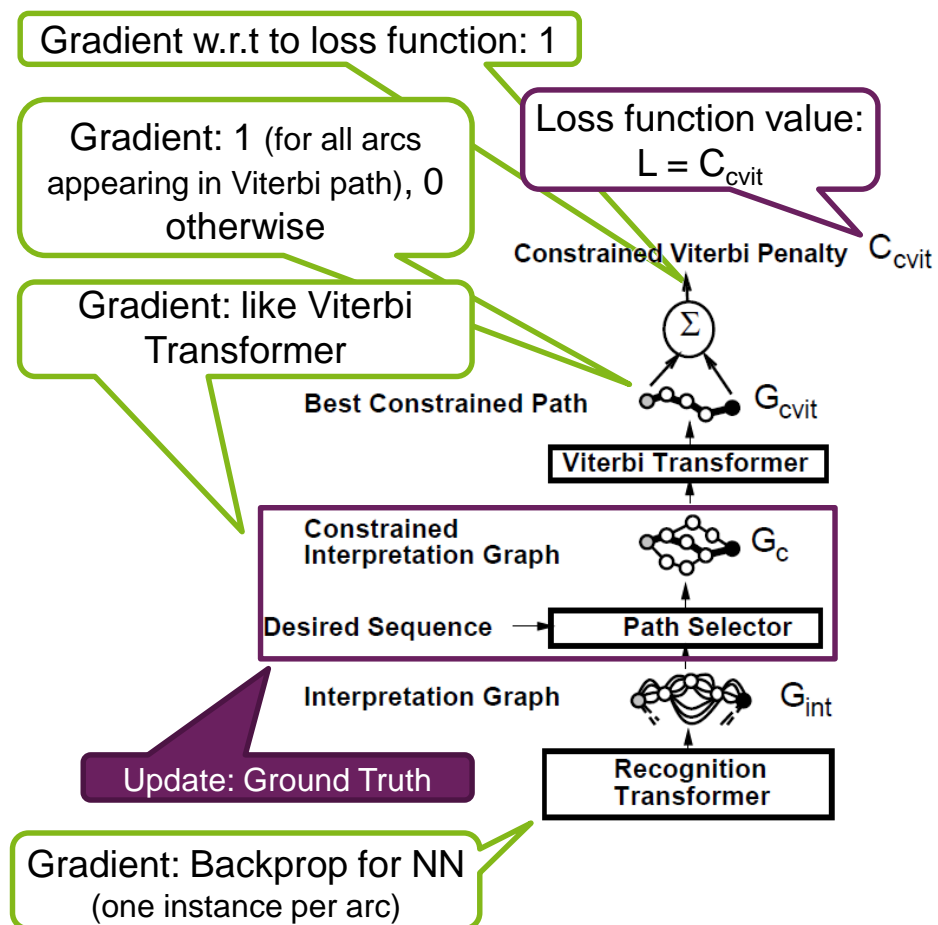 Gradient w.r.t to loss function: 1
Gradient: 1 (for all arcs
appearing in Viterbi path), 0
otherwise
Loss function value:
L = Ccvit
Constrained Viterbi Penalty Ccvit
Gradient: like Viterbi
Transformer
Σ
Best Constrained Path
Gcvit
Viterbi Transformer
Constrained
Interpretation Graph
Gc
Desired Sequence
Path Selector
Interpretation Graph
Gint
Update: Ground Truth
Recognition
Transformer
Gradient: Backprop for NN
(one instance per arc)